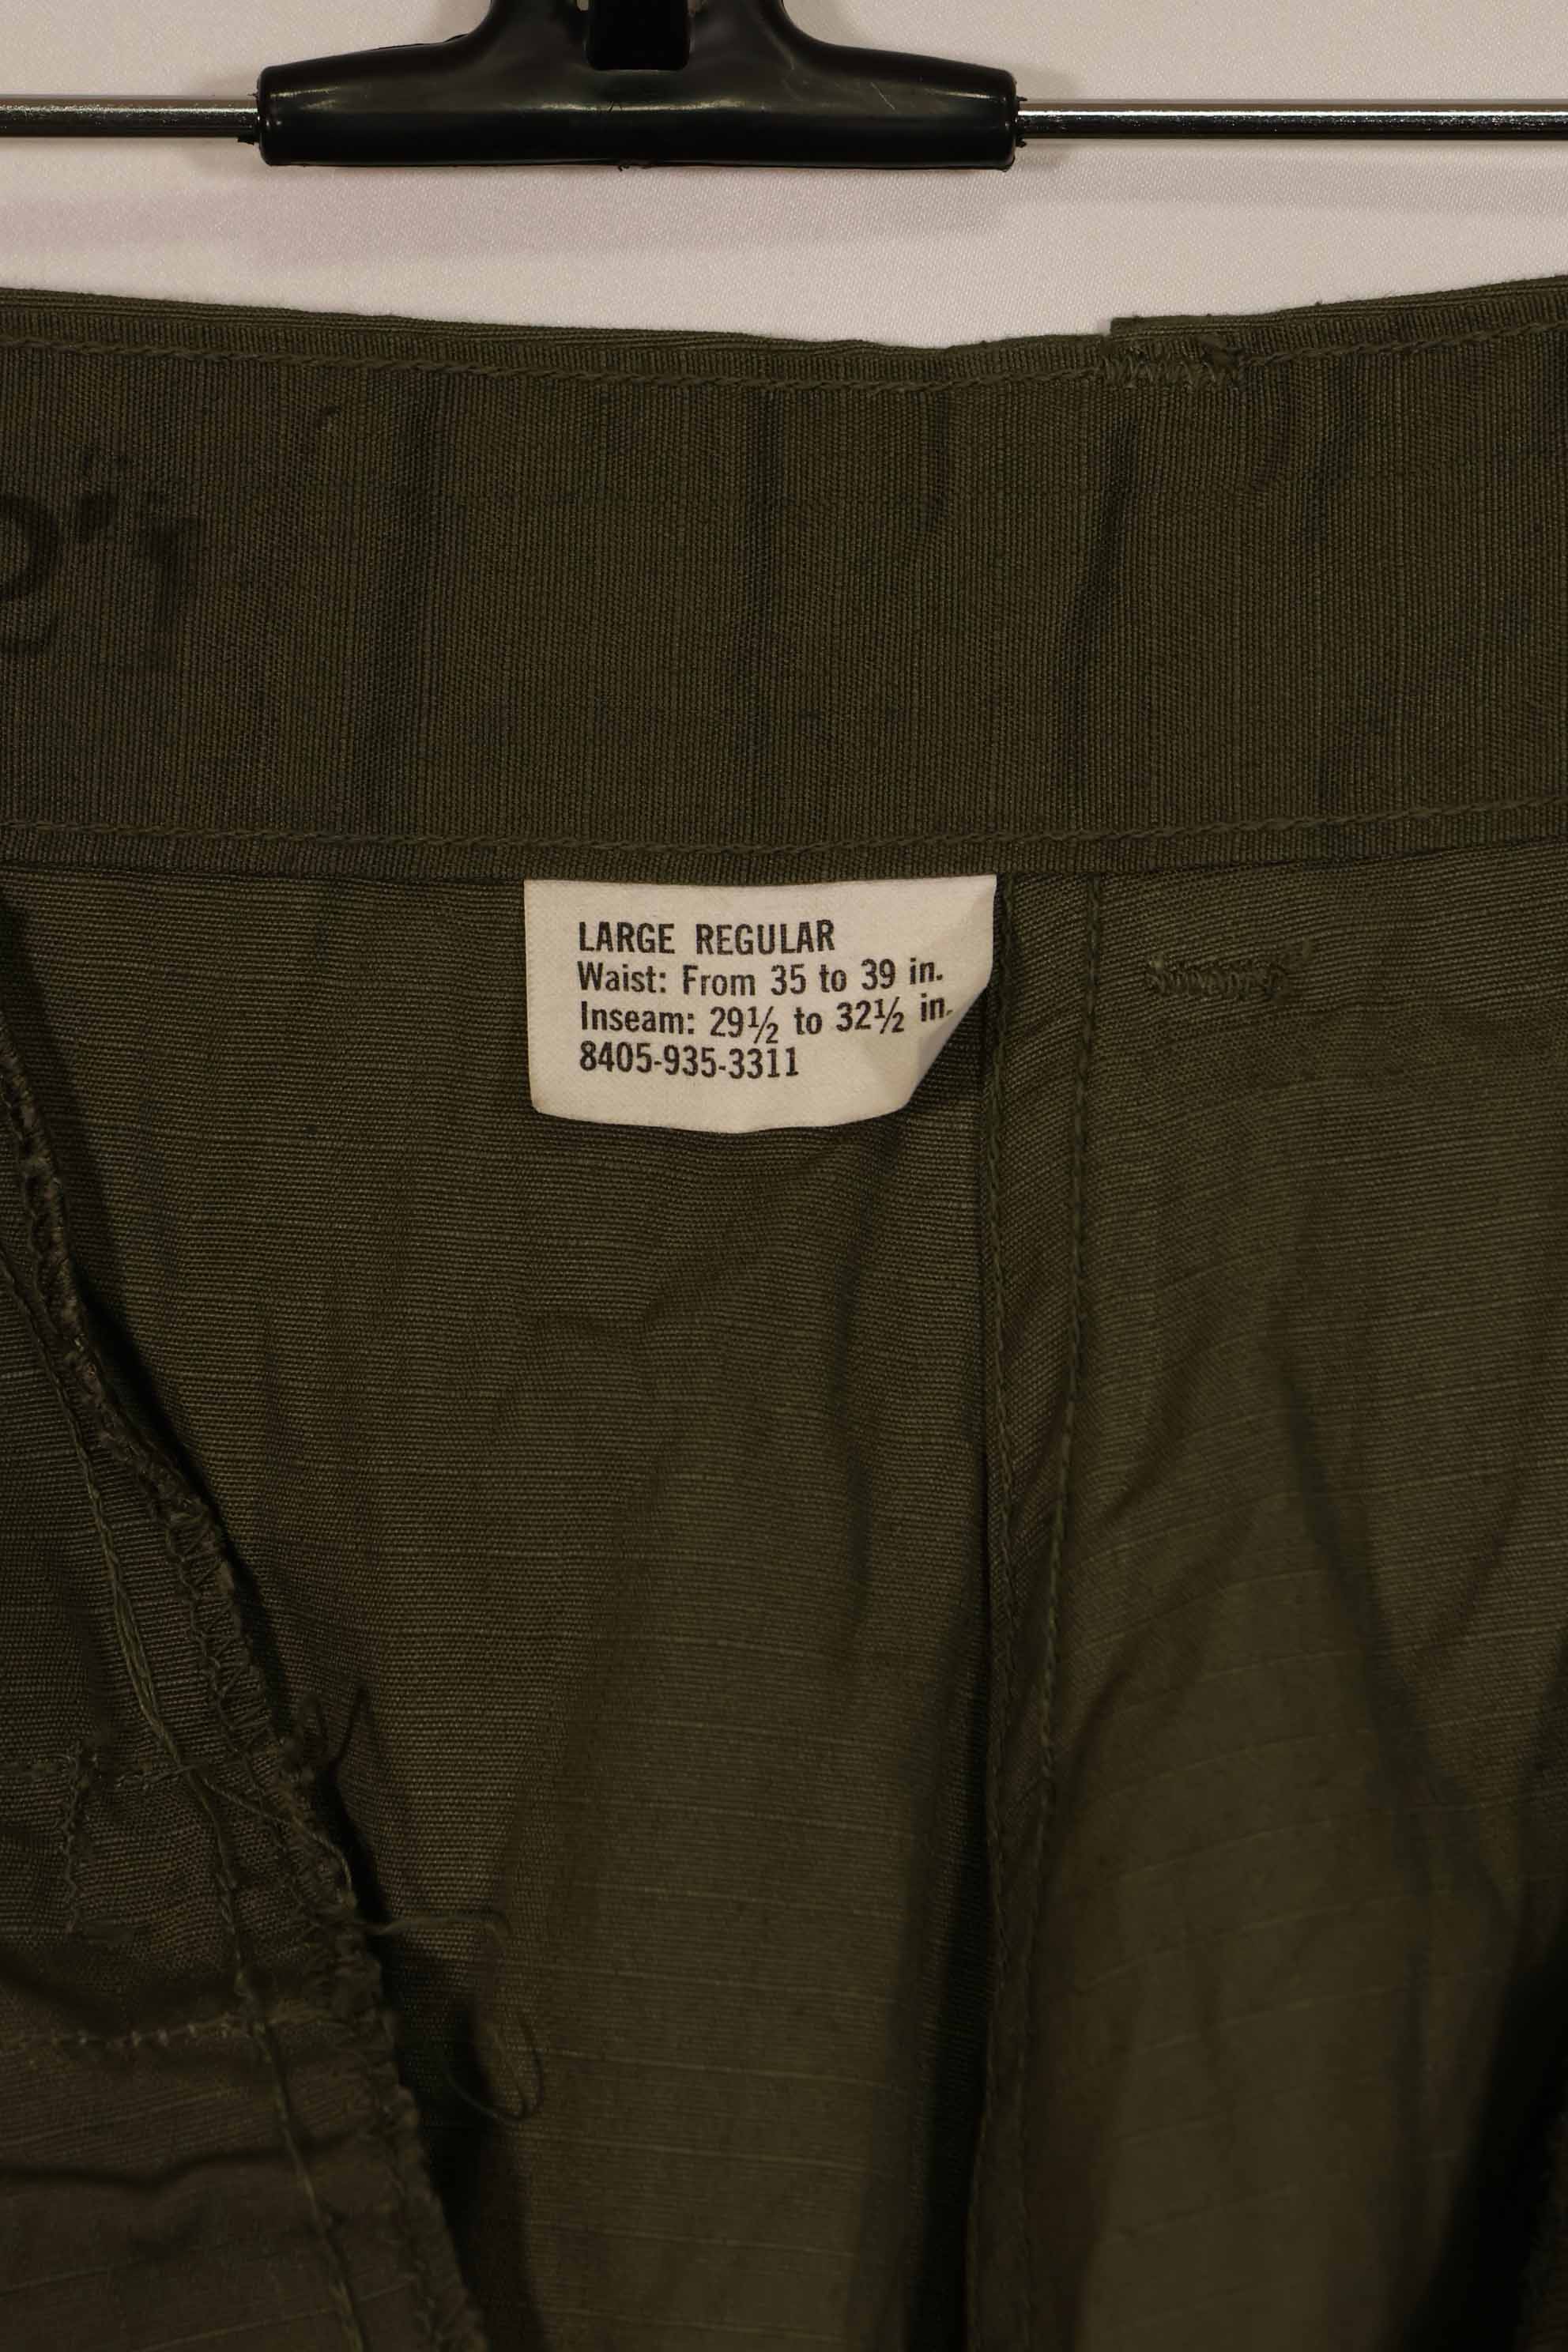 LARGE REGULAR
Waist: From 35 to 39 in.
Inseam: 29½ to 32½ in.
8405-935-3311